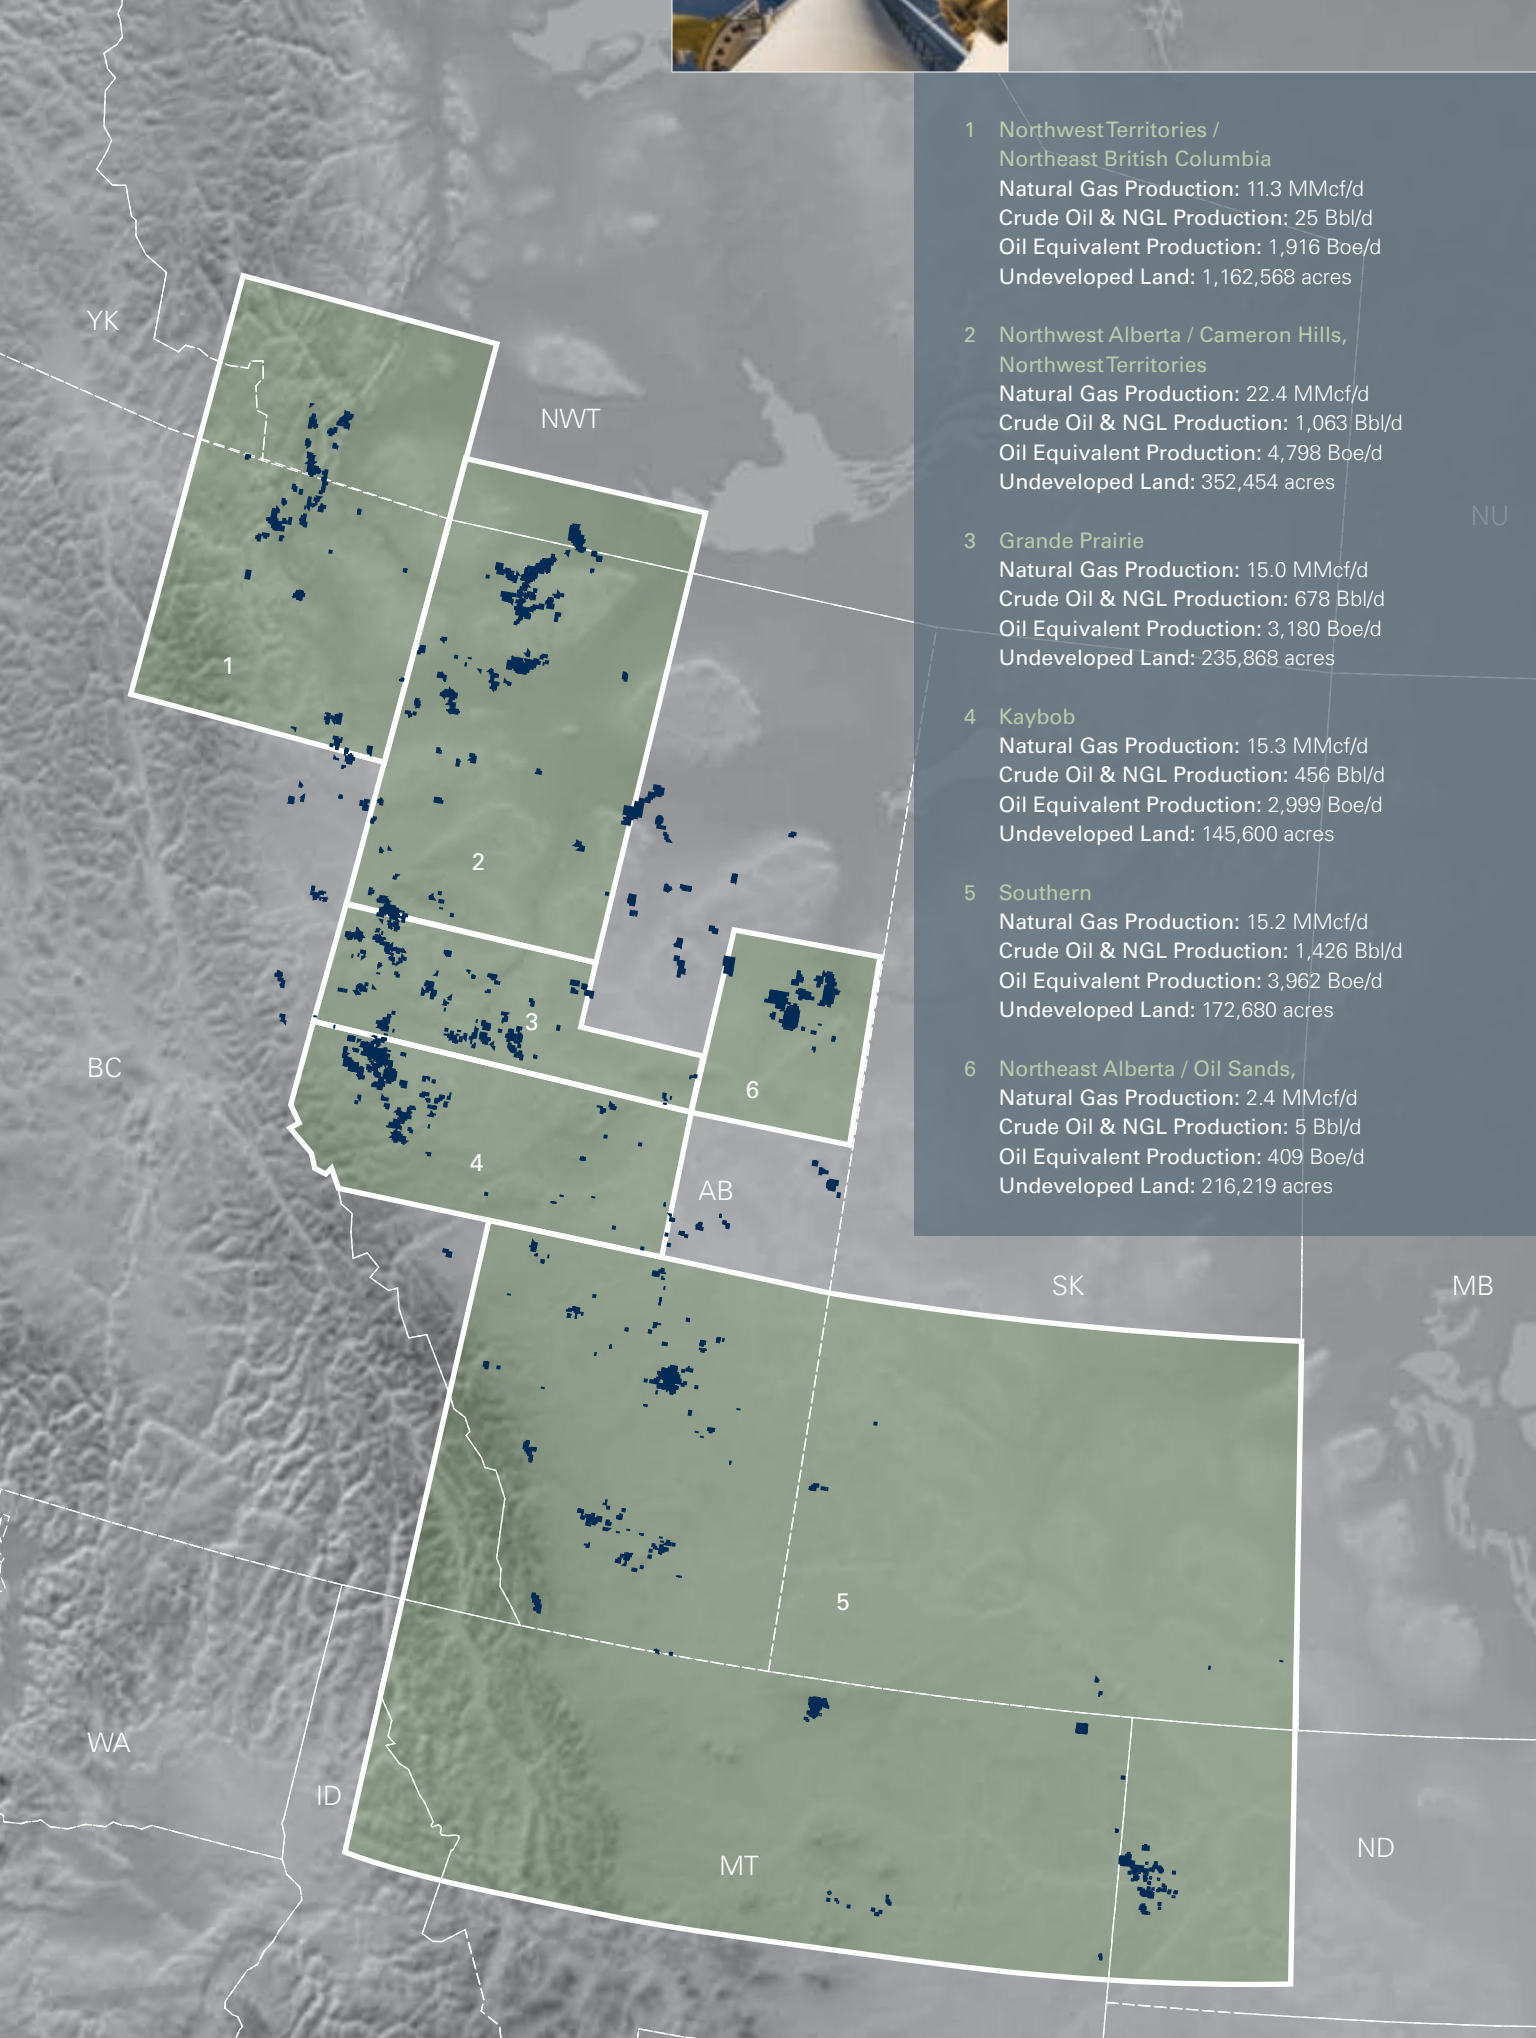 1 Northwest Territories /
Northeast British Columbia
Natural Gas Production: 11.3 MMcf/d
Crude Oil & NGL Production: 25 Bbl/d
Oil Equivalent Production: 1,916 Boe/d
Undeveloped Land: 1,162,568 acres
2 Northwest Alberta / Cameron Hills,
Northwest Territories
Natural Gas Production: 22.4 MMcf/d
Crude Oil & NGL Production: 1,063 Bbl/d
Oil Equivalent Production: 4,798 Boe/d
Undeveloped Land: 352,454 acres
3 Grande Prairie
Natural Gas Production: 15.0 MMcf/d
Crude Oil & NGL Production: 678 Bbl/d
Oil Equivalent Production: 3,180 Boe/d
Undeveloped Land: 235,868 acres
4 Kaybob
Natural Gas Production: 15.3 MMcf/d
Crude Oil & NGL Production: 456 Bbl/d
Oil Equivalent Production: 2,999 Boe/d
Undeveloped Land: 145,600 acres
5 Southern
Natural Gas Production: 15.2 MMcf/d
Crude Oil & NGL Production: 1,426 Bbl/d
Oil Equivalent Production: 3,962 Boe/d
Undeveloped Land: 172,680 acres
6 Northeast Alberta / Oil Sands,
Natural Gas Production: 2.4 MMcf/d
Crude Oil & NGL Production: 5 Bbl/d
Oil Equivalent Production: 409 Boe/d
Undeveloped Land: 216,219 acres
YK
NWT
NU
1
2
3
BC
6
4
AB
SK
MB
5
WA
ID
MT
ND